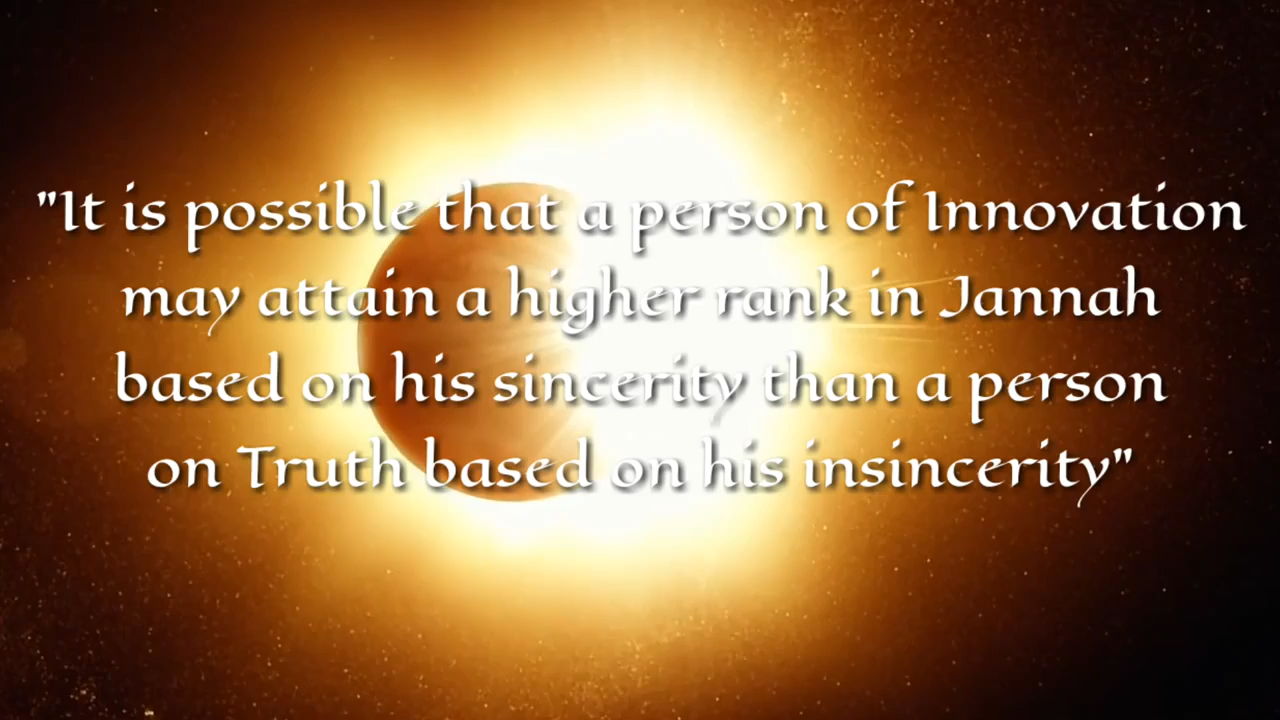 "It is possible that a person of Innovation
may attain a higher rank in Jannah
based on his sincerity than a person
on Truth based on his insincerity"